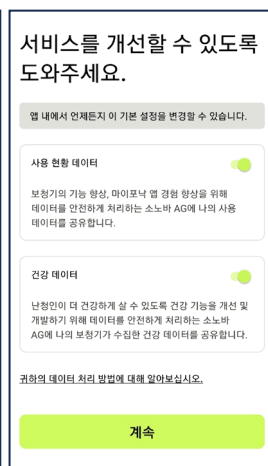 서비스를 개선할 수 있도록
도와주세요.
앱 내에서 언제든지 이 기본 설정을 변경할 수 있습니다.
사용 현황 데이터
보청기의 기능 향상, 마이포낙 앱 경험 향상을 위해
데이터를 안전하게 처리하는 소노바 AG에 나의 사용
데이터를 공유합니다.
건강 데이터
난청인이 더 건강하게 살 수 있도록 건강 기능을 개선 및
개발하기 위해 데이터를 안전하게 처리하는 소노바
AG에 나의 보청기가 수집한 건강 데이터를 공유합니다.
귀하의 데이터 처리 방법에 대해 알아보십시오.
계속